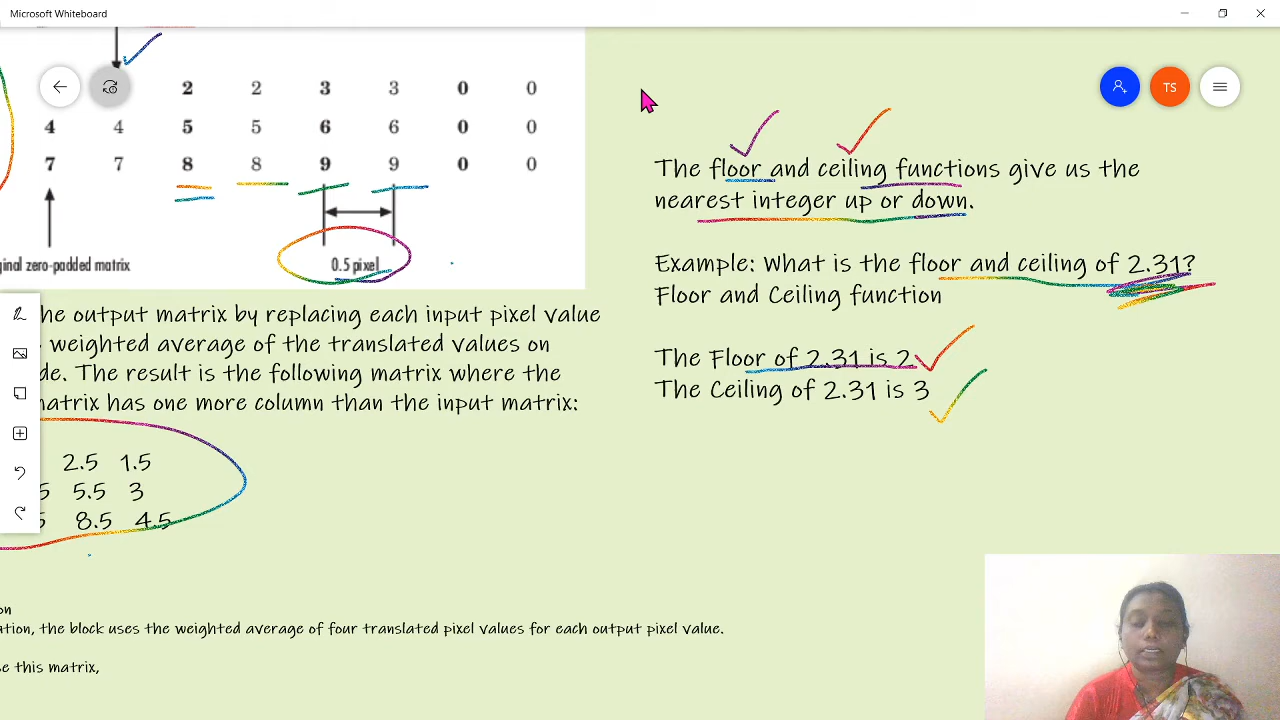 Microsoft Whiteboard
2 2 3 3 0 0
4 4 5 5 6 6 0 0
7 7 8 8 9 9 0 0
ginal zero-padded matrix
0.5 pixel
he output matrix by replacing each input pixel value
weighted average of the translated values on
de. The result is the following matrix where the
matrix has one more column than the input matrix:
2.5 1.5
5 5.5 3
5 8.5 4.5
on
ation, the block uses the weighted average of four translated pixel values for each output pixel value.
e this matrix,
TS
The floor and ceiling functions give us the
nearest integer up or down.
Example: What is the floor and ceiling of 2.31?
Floor and Ceiling function
The Floor of 2.31 is 2
The Ceiling of 2.31 is 3